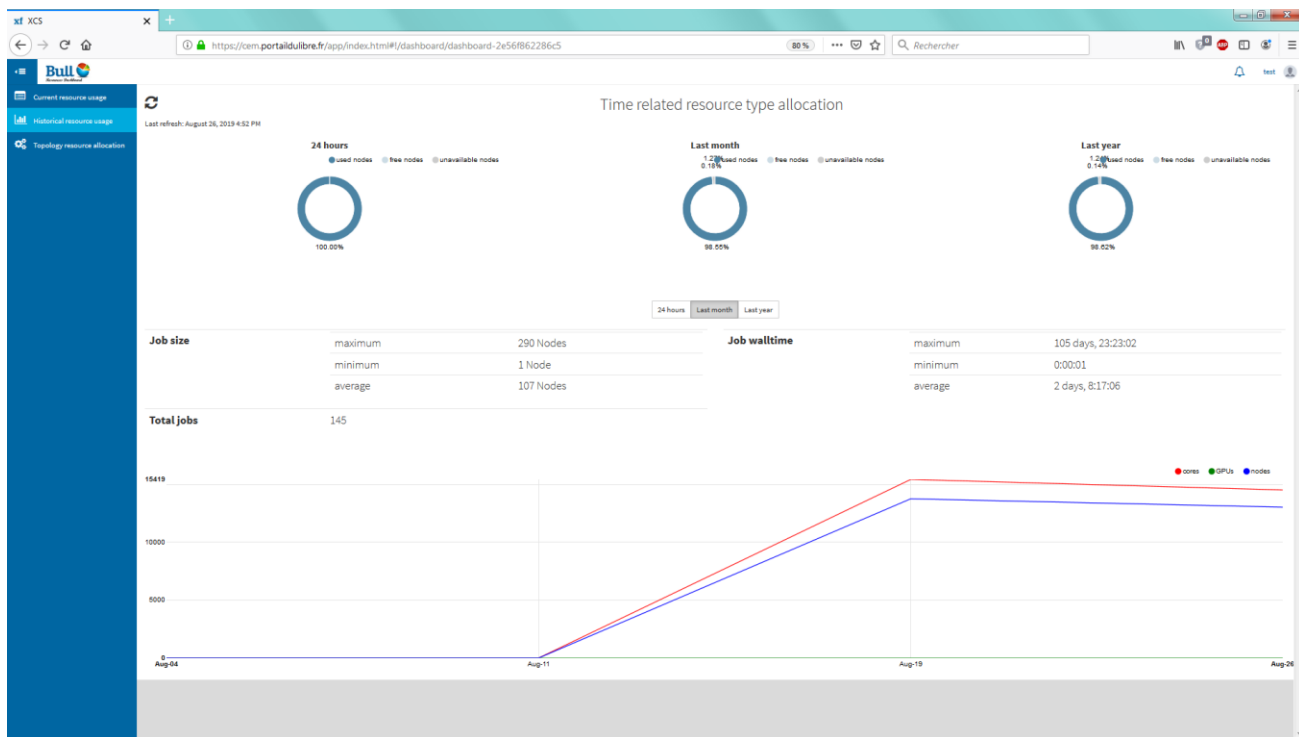 xf XCS
https://cem.portaildulibre.fr/app/index.html#!/dashboard/dashboard-2e56f862286c5
80 %
Rechercher
Bull
test
Current resource usage
Historical resource usage
Topology resource allocation
Time related resource type allocation
Last refresh: August 26, 2019 4:52 PM
24 hours
used nodes free nodes unavailable nodes
100.00%
Last month
used nodes free nodes unavailable nodes
0.18%
98.55%
Last year
used nodes free nodes unavailable nodes
0.14%
98.62%
24 hours Last month Last year
Job size
maximum 290 Nodes
minimum 1 Node
average 107 Nodes
Job walltime
maximum 105 days, 23:23:02
minimum 0:00:01
average 2 days, 8:17:06
Total jobs 145
cores GPUs nodes
15419
10000
5000
0
Aug-04 Aug-11 Aug-19 Aug-26